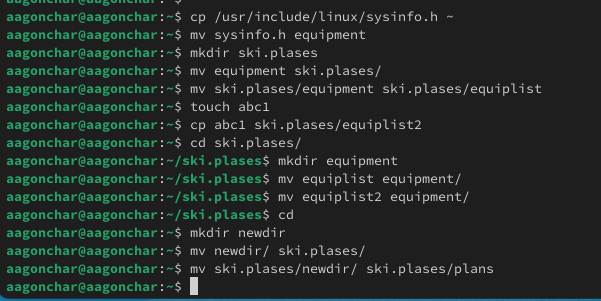 aagonchar@aagonchar:~$ cp /usr/include/linux/sysinfo.h ~
aagonchar@aagonchar:~$ mv sysinfo.h equipment
aagonchar@aagonchar:~$ mkdir ski.plases
aagonchar@aagonchar:~$ mv equipment ski.plases/
aagonchar@aagonchar:~$ mv ski.plases/equipment ski.plases/equiplist
aagonchar@aagonchar:~$ touch abc1
aagonchar@aagonchar:~$ cp abc1 ski.plases/equiplist2
aagonchar@aagonchar:~$ cd ski.plases/
aagonchar@aagonchar:~/ski.plases$ mkdir equipment
aagonchar@aagonchar:~/ski.plases$ mv equiplist equipment/
aagonchar@aagonchar:~/ski.plases$ mv equiplist2 equipment/
aagonchar@aagonchar:~/ski.plases$ cd
aagonchar@aagonchar:~$ mkdir newdir
aagonchar@aagonchar:~$ mv newdir/ ski.plases/
aagonchar@aagonchar:~$ mv ski.plases/newdir/ ski.plases/plans
aagonchar@aagonchar:~$